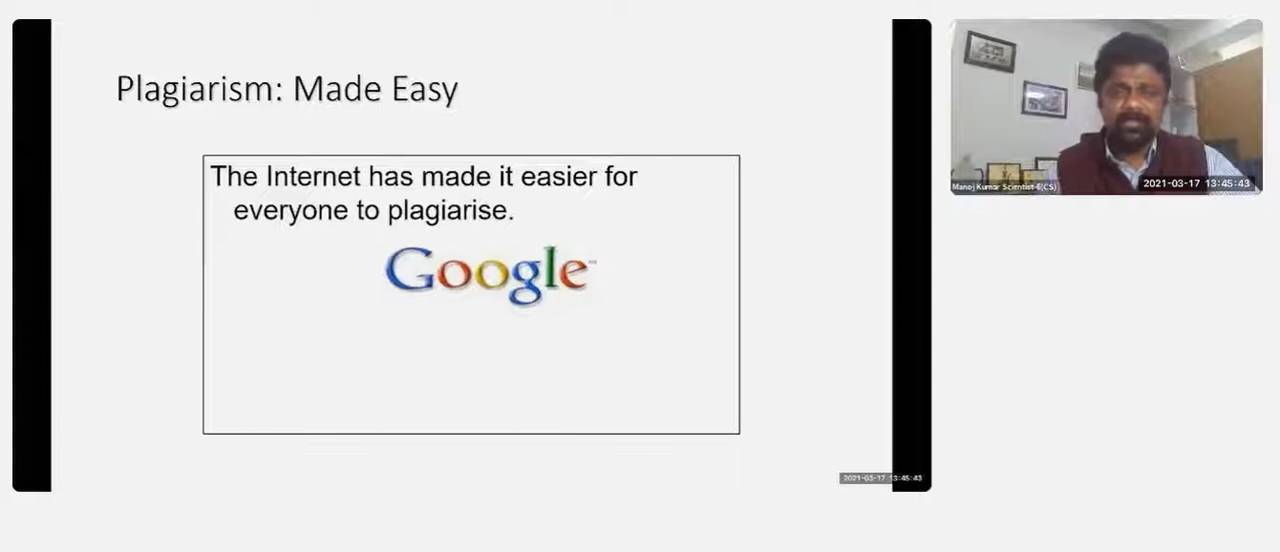 Plagiarism: Made Easy
The Internet has made it easier for
everyone to plagiarise.
Google
2021-03-17 13:45:43
Manoj Kumar Scientist-E(CS)
2021-03-17 13:45:43